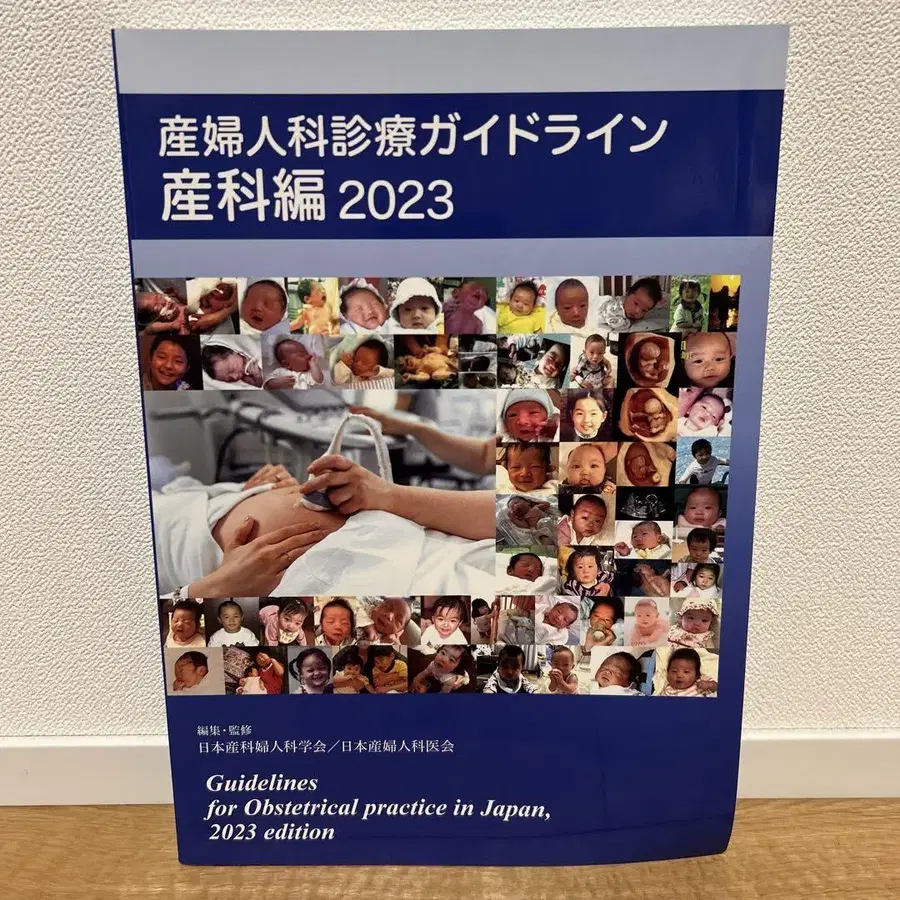 産婦人科診療ガイドライン
産科編 2023
編集・監修
日本産科婦人科学会／日本産婦人科医会
Guidelines
for Obstetrical practice in Japan,
2023 edition